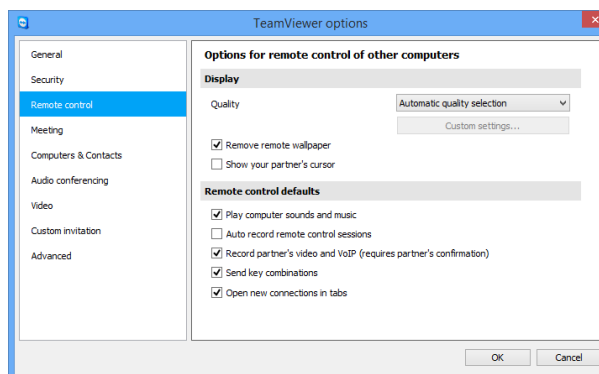 TeamViewer options
General
Security
Remote control
Meeting
Computers & Contacts
Audio conferencing
Video
Custom invitation
Advanced
Options for remote control of other computers
Display
Quality
Automatic quality selection
Custom settings...
Remove remote wallpaper
Show your partner's cursor
Remote control defaults
Play computer sounds and music
Auto record remote control sessions
Record partner's video and VoIP (requires partner's confirmation)
Send key combinations
Open new connections in tabs
OK
Cancel